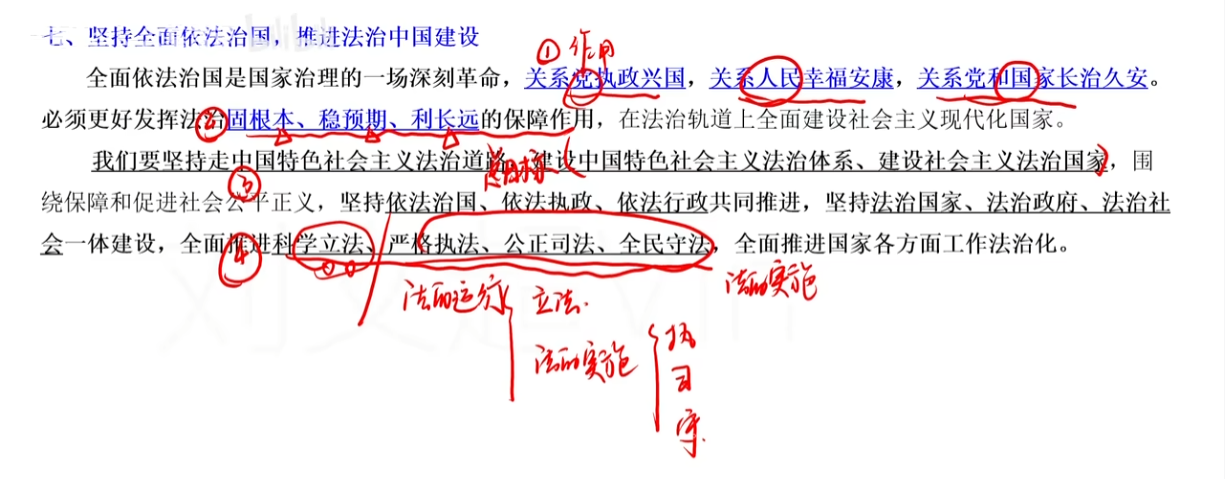 七、坚持全面依法治国，推进法治中国建设
① 作用
全面依法治国是国家治理的一场深刻革命，关系党执政兴国，关系人民幸福安康，关系党和国家长治久安。
必须更好发挥法治固根本、稳预期、利长远的保障作用，在法治轨道上全面建设社会主义现代化国家。
②
我们要坚持走中国特色社会主义法治道路、建设中国特色社会主义法治体系、建设社会主义法治国家，围
③ 总目标
绕保障和促进社会公平正义，坚持依法治国、依法执政、依法行政共同推进，坚持法治国家、法治政府、法治社
会一体建设，全面推进科学立法、严格执法、公正司法、全民守法，全面推进国家各方面工作法治化。
④
法的运行 立法 法的实施
法的实施 执
司
守